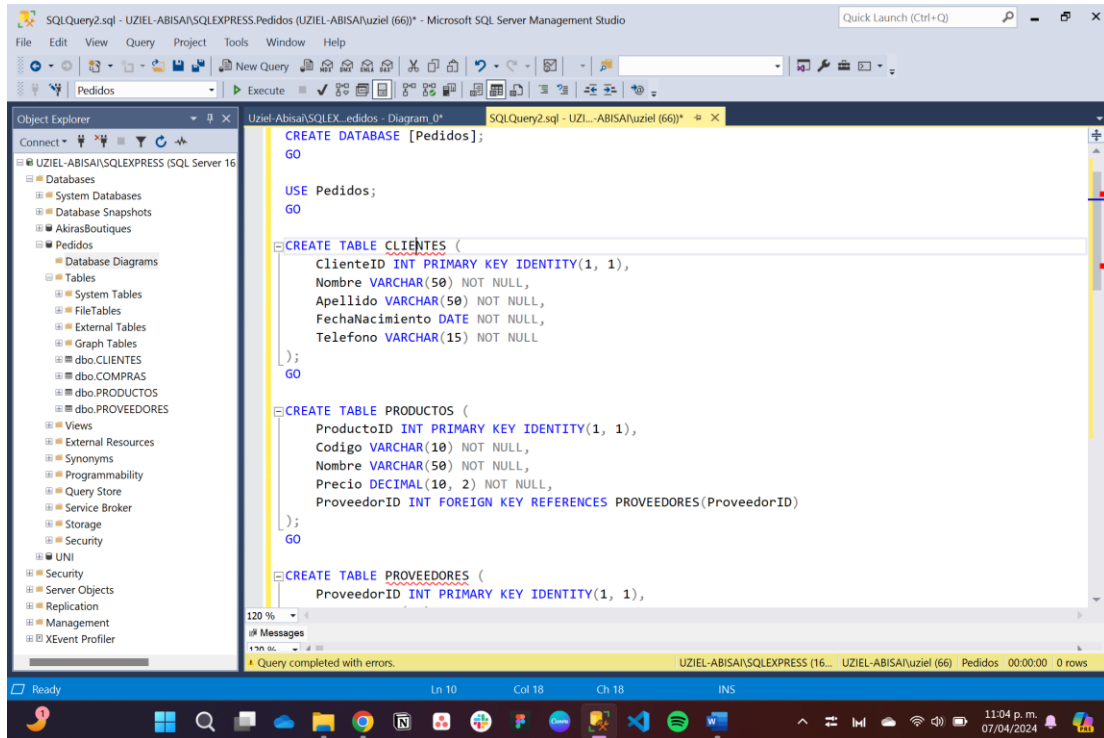 SQLQuery2.sql - UZIEL-ABISAI\SQLEXPRESS.Pedidos (UZIEL-ABISAI\uziel (66))* - Microsoft SQL Server Management Studio
Quick Launch (Ctrl+Q)
File Edit View Query Project Tools Window Help
New Query
Pedidos
Execute
Object Explorer
Uziel-Abisai\SQLEX...edidos - Diagram_0*
SQLQuery2.sql - UZI...-ABISAI\uziel (66))*
Connect
UZIEL-ABISAI\SQLEXPRESS (SQL Server 16
Databases
System Databases
Database Snapshots
AkirasBoutiques
Pedidos
Database Diagrams
Tables
System Tables
FileTables
External Tables
Graph Tables
dbo.CLIENTES
dbo.COMPRAS
dbo.PRODUCTOS
dbo.PROVEEDORES
Views
External Resources
Synonyms
Programmability
Query Store
Service Broker
Storage
Security
UNI
Security
Server Objects
Replication
Management
XEvent Profiler
CREATE DATABASE [Pedidos];
GO
USE Pedidos;
GO
CREATE TABLE CLIENTES (
ClienteID INT PRIMARY KEY IDENTITY(1, 1),
Nombre VARCHAR(50) NOT NULL,
Apellido VARCHAR(50) NOT NULL,
FechaNacimiento DATE NOT NULL,
Telefono VARCHAR(15) NOT NULL
);
GO
CREATE TABLE PRODUCTOS (
ProductoID INT PRIMARY KEY IDENTITY(1, 1),
Codigo VARCHAR(10) NOT NULL,
Nombre VARCHAR(50) NOT NULL,
Precio DECIMAL(10, 2) NOT NULL,
ProveedorID INT FOREIGN KEY REFERENCES PROVEEDORES(ProveedorID)
);
GO
CREATE TABLE PROVEEDORES (
ProveedorID INT PRIMARY KEY IDENTITY(1, 1),
120 %
Messages
120 %
Query completed with errors.
UZIEL-ABISAI\SQLEXPRESS (16... UZIEL-ABISAI\uziel (66) Pedidos 00:00:00 0 rows
Ready Ln 10 Col 18 Ch 18 INS
11:04 p. m.
07/04/2024